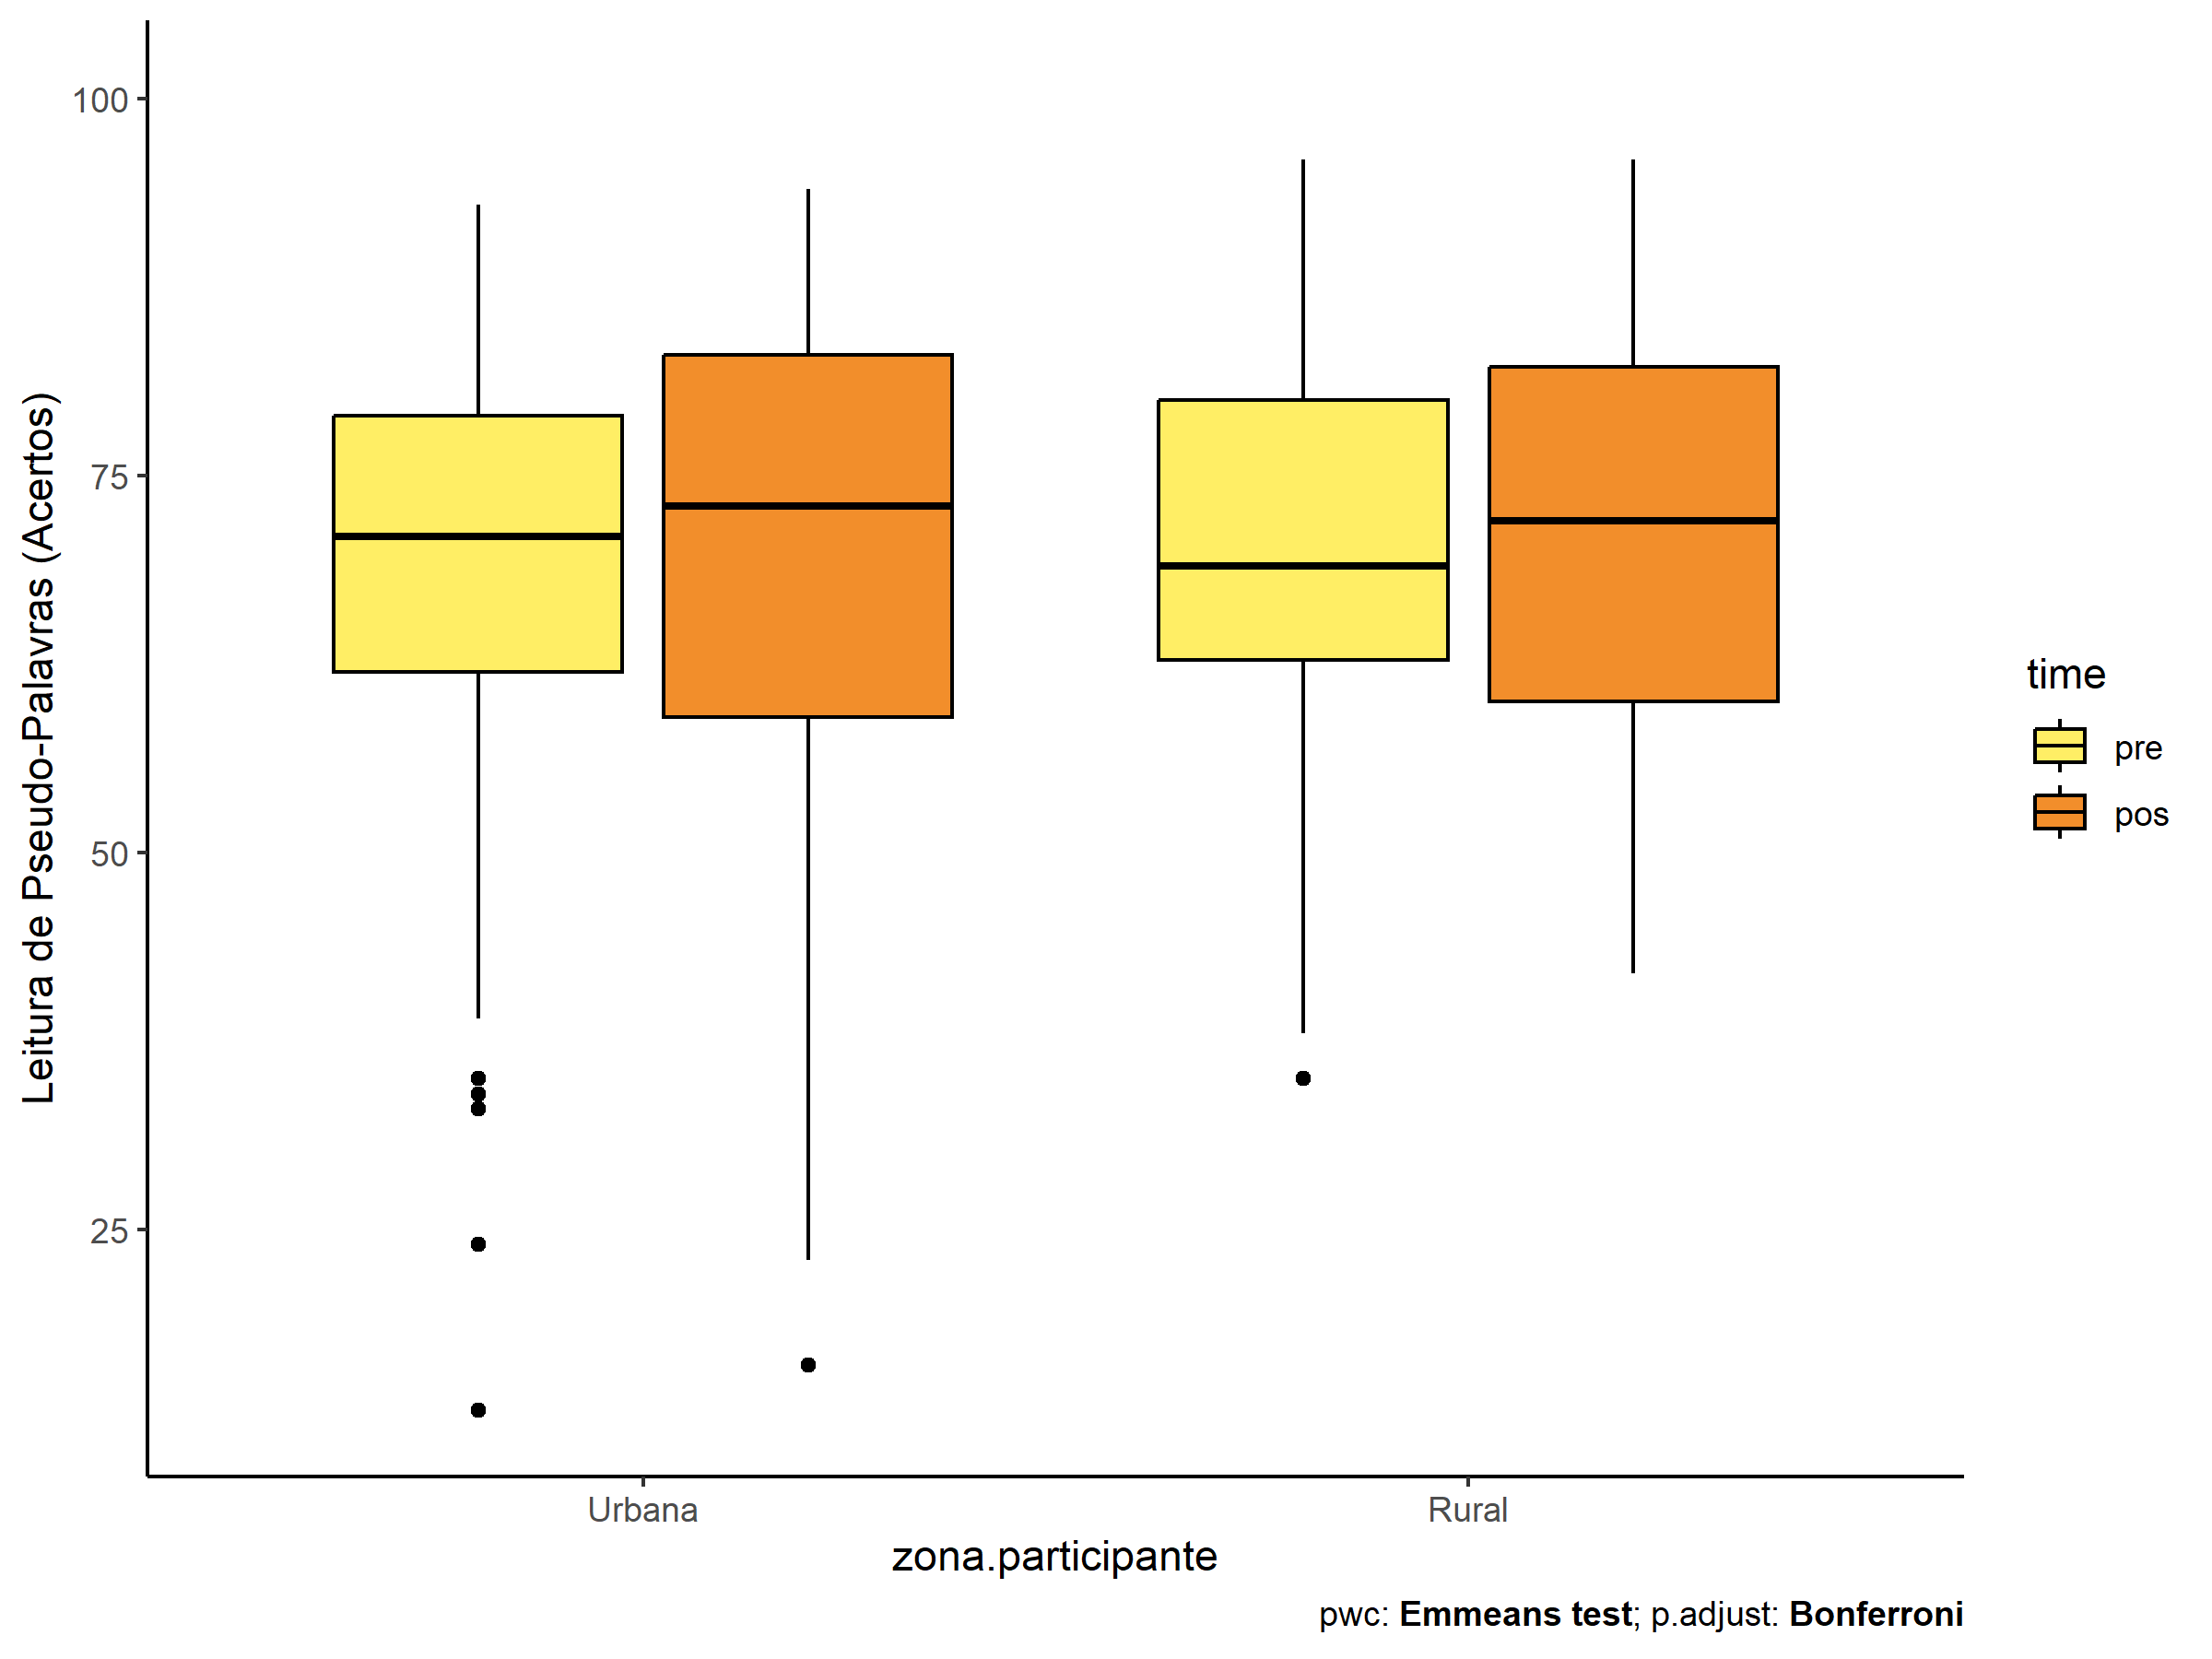 Leitura de Pseudo-Palavras (Acertos)
100
75
50
25
Urbana
Rural
zona.participante
time
pre
pos
pwc: Emmeans test; p.adjust: Bonferroni